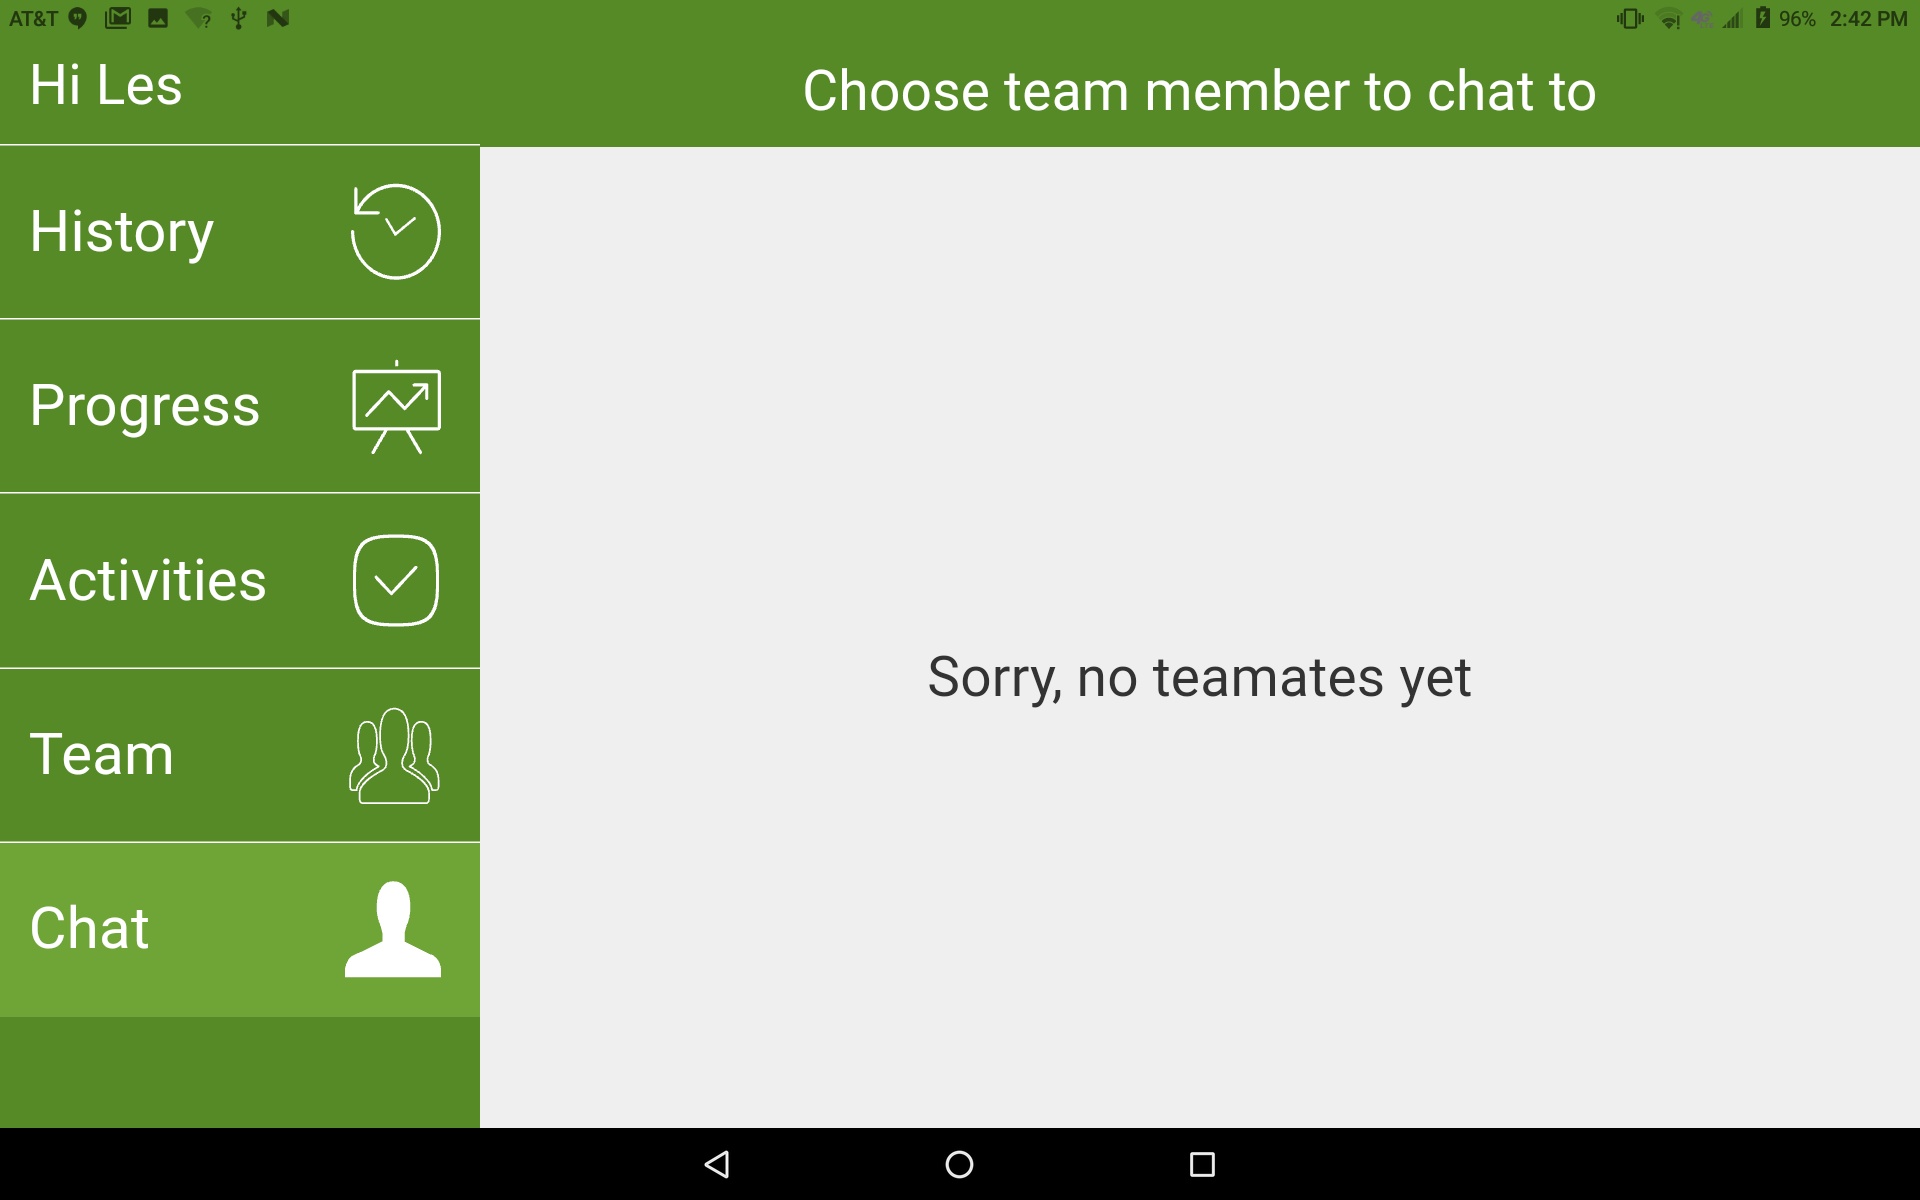 AT&T 96% 2:42 PM
Hi Les
Choose team member to chat to
History
Progress
Activities
Team
Chat
Sorry, no teamates yet